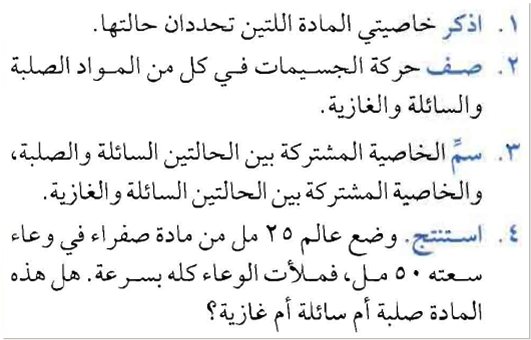 ١. اذكر خاصيتي المادة اللتين تحددان حالتها.
٢. صف حركة الجسيمات في كل من المواد الصلبة
والسائلة والغازية.
٣. سمِّ الخاصية المشتركة بين الحالتين السائلة والصلبة،
والخاصية المشتركة بين الحالتين السائلة والغازية.
٤. استنتج. وضع عالم ٢٥ مل من مادة صفراء في وعاء
سعته ٥٠ مل، فملأت الوعاء كله بسرعة. هل هذه
المادة صلبة أم سائلة أم غازية؟